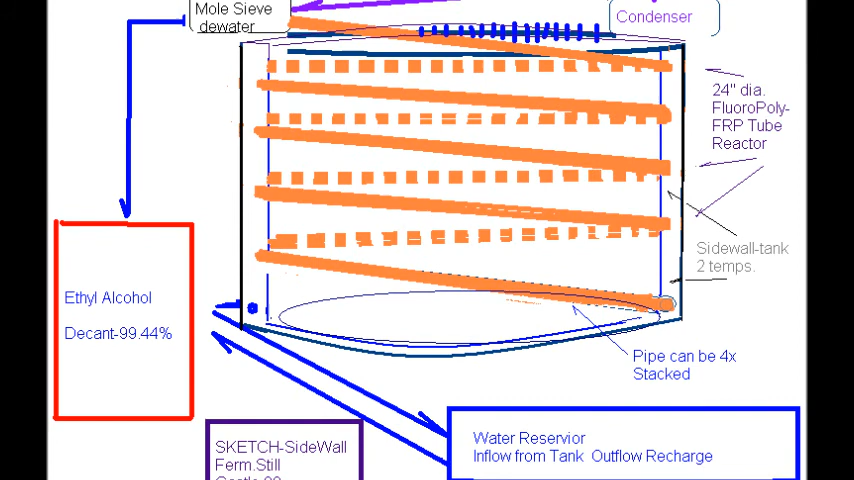 Mole Sieve
dewater
Condenser
24" dia.
FluoroPoly-
FRP Tube
Reactor
Sidewall-tank
2 temps.
Ethyl Alcohol
Decant-99.44%
Pipe can be 4x
Stacked
Water Reservior
Inflow from Tank Outflow Recharge
SKETCH-SideWall
Ferm.Still